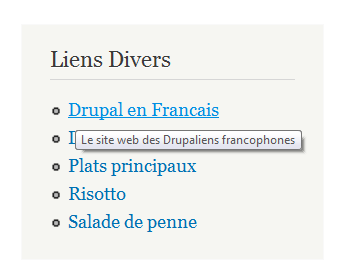 Liens Divers
Drupal en Francais
Le site web des Drupaliens francophones
Plats principaux
Risotto
Salade de penne